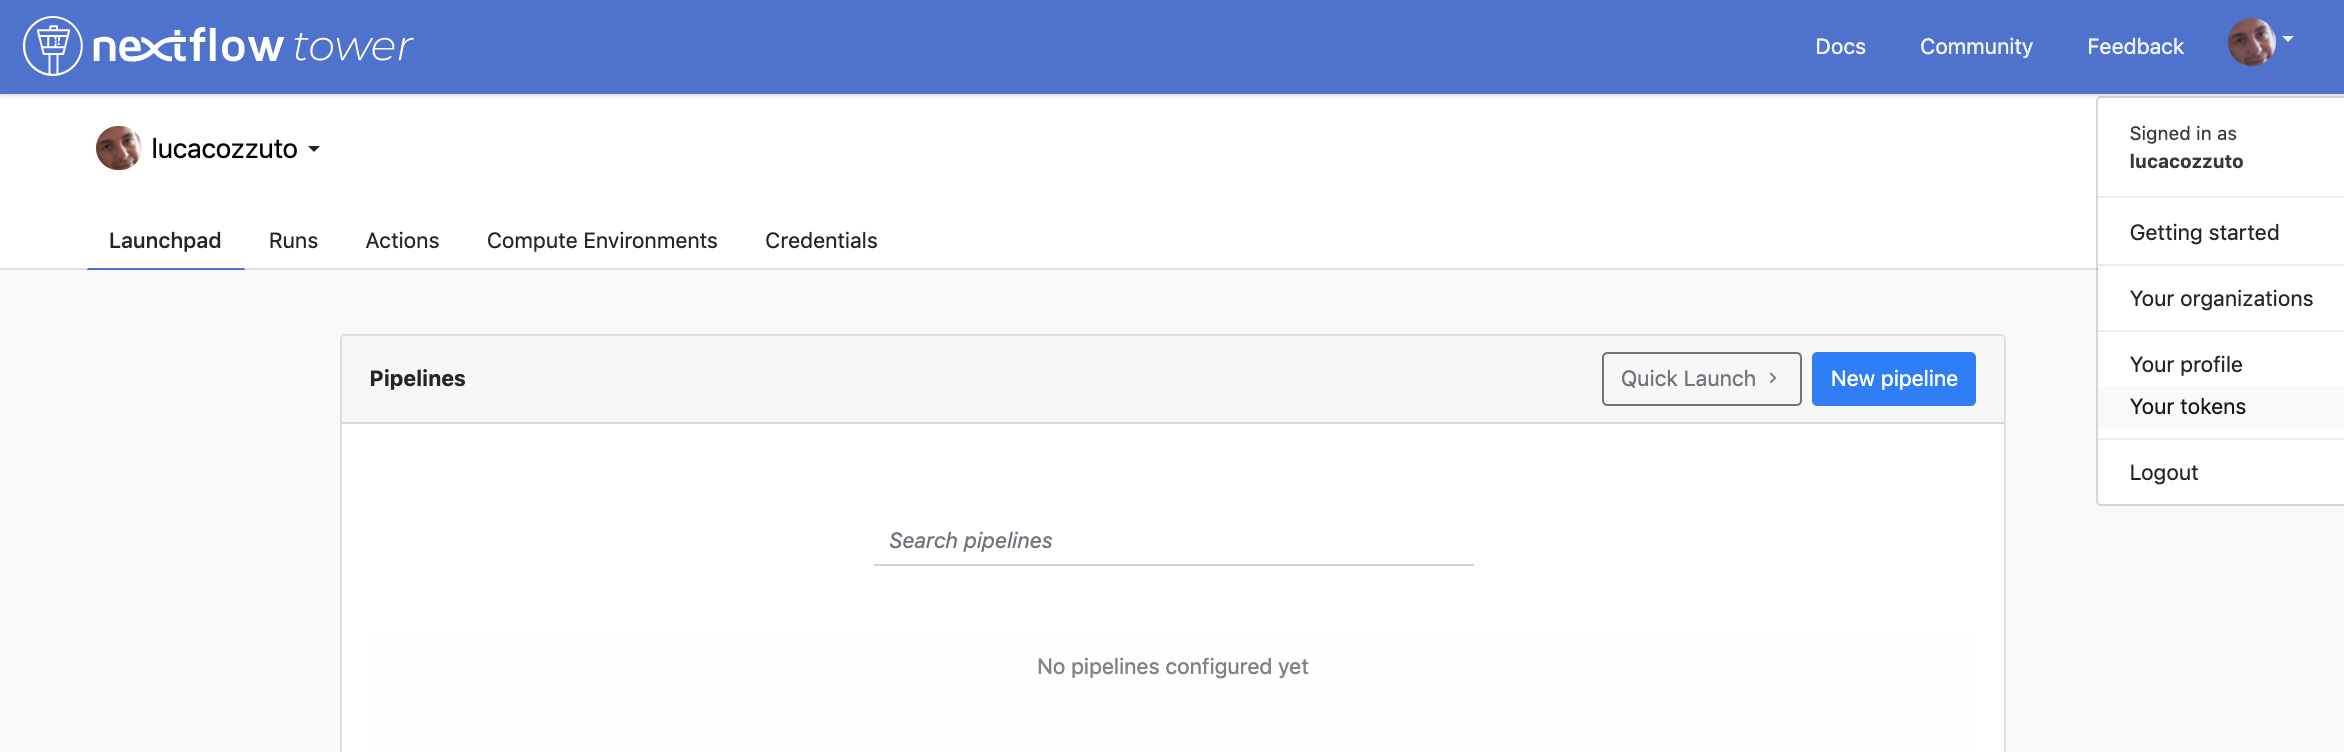 nextflow tower
Docs
Community
Feedback
lucacozzuto
Signed in as
lucacozzuto
Getting started
Your organizations
Your profile
Your tokens
Logout
Launchpad
Runs
Actions
Compute Environments
Credentials
Pipelines
Quick Launch
New pipeline
Search pipelines
No pipelines configured yet